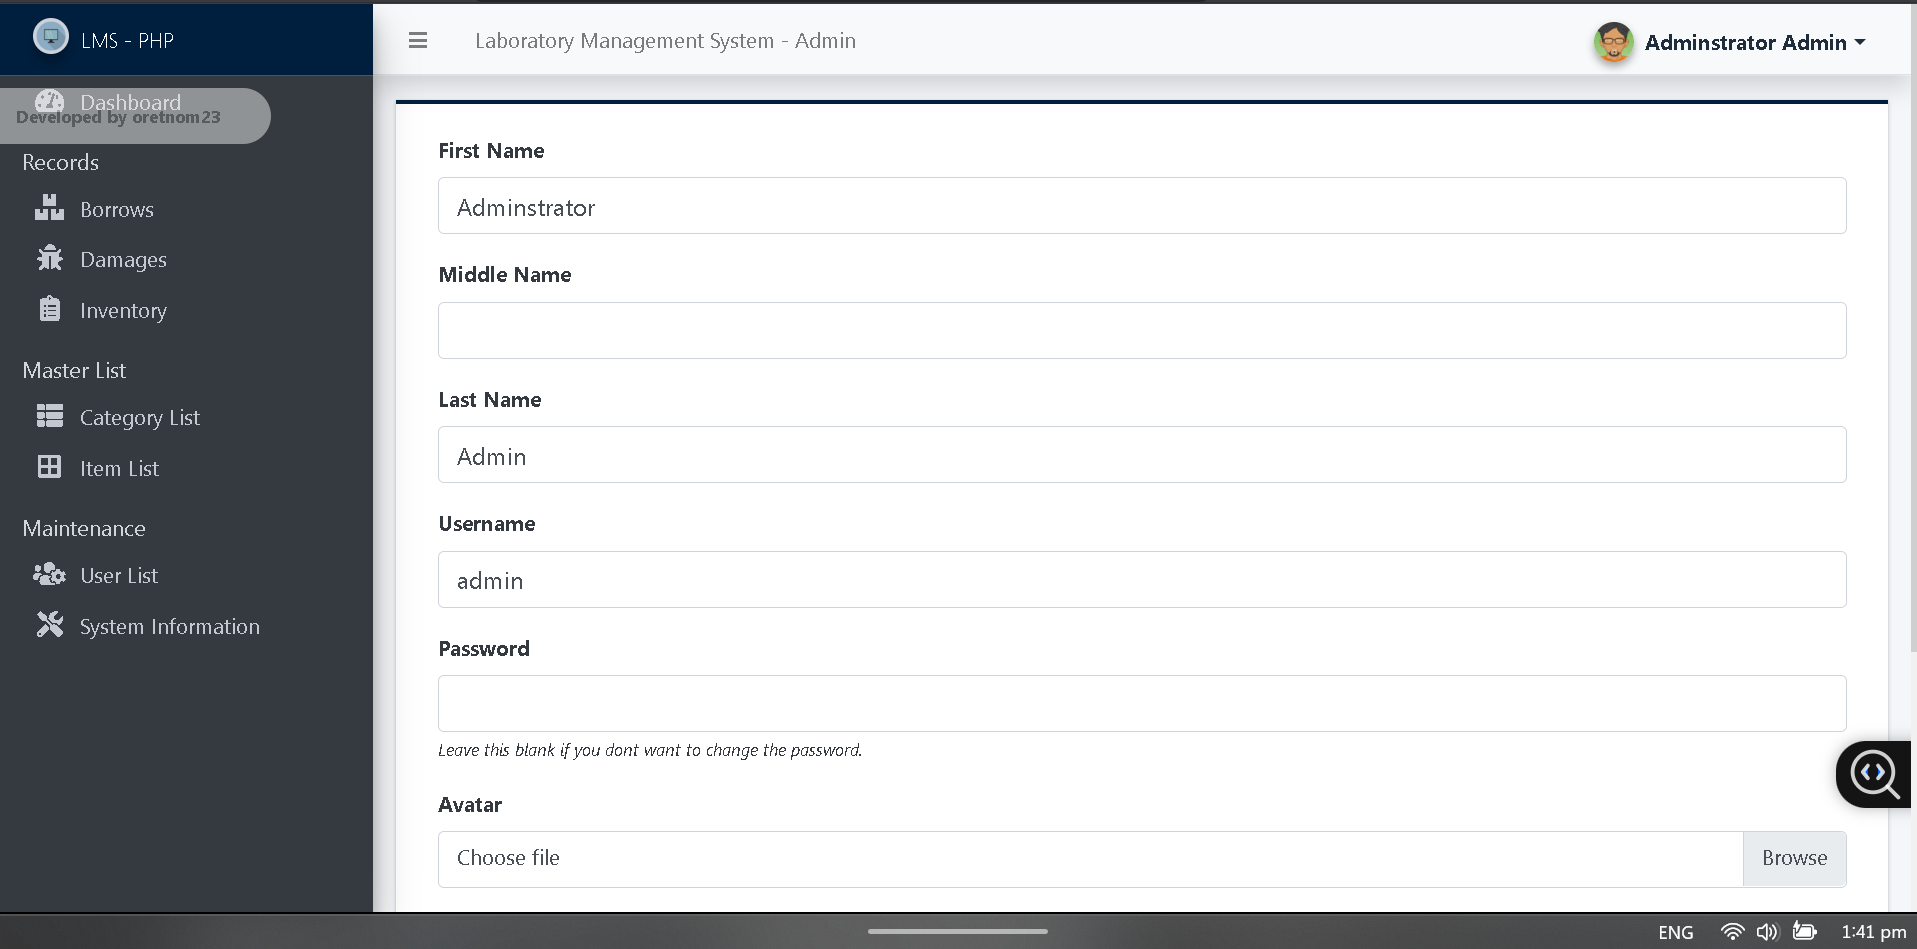 LMS - PHP
Laboratory Management System - Admin
Adminstrator Admin
Dashboard
Developed by oretnom23
Records
Borrows
Damages
Inventory
Master List
Category List
Item List
Maintenance
User List
System Information
First Name
Adminstrator
Middle Name
Last Name
Admin
Username
admin
Password
Leave this blank if you dont want to change the password.
Avatar
Choose file
Browse
ENG
1:41 pm